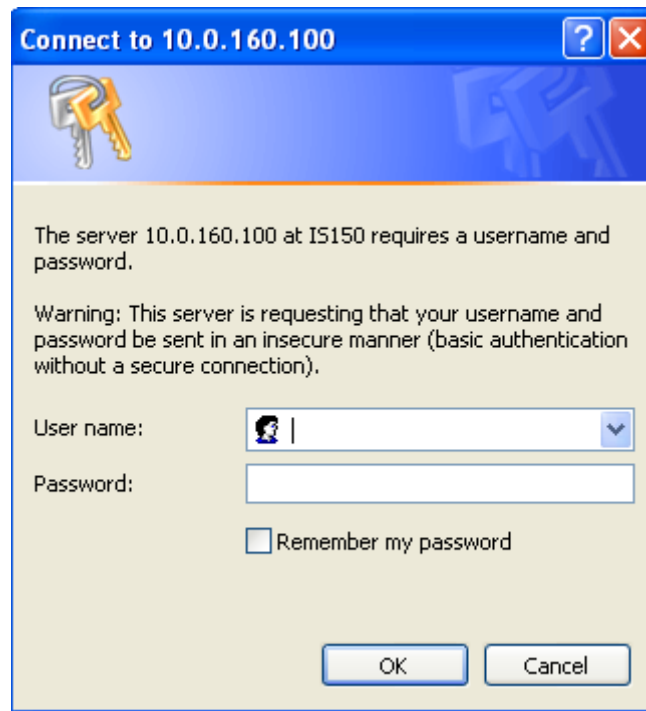 Connect to 10.0.160.100
?
The server 10.0.160.100 at IS150 requires a username and
password.
Warning: This server is requesting that your username and
password be sent in an insecure manner (basic authentication
without a secure connection).
User name:
Password:
Remember my password
OK Cancel